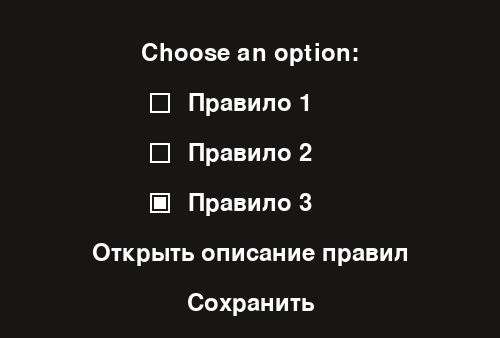 Choose an option:
Правило 1
Правило 2
Правило 3
Открыть описание правил
Сохранить